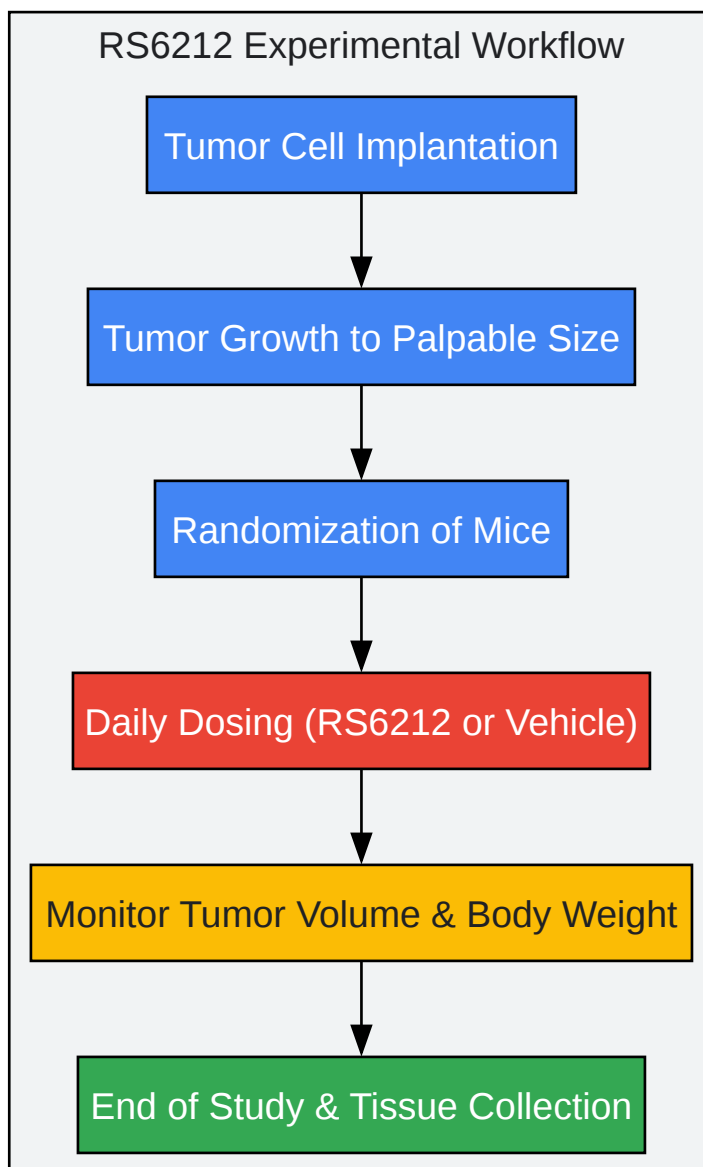 RS6212 Experimental Workflow
Tumor Cell Implantation
Tumor Growth to Palpable Size
Randomization of Mice
Daily Dosing (RS6212 or Vehicle)
Monitor Tumor Volume & Body Weight
End of Study & Tissue Collection